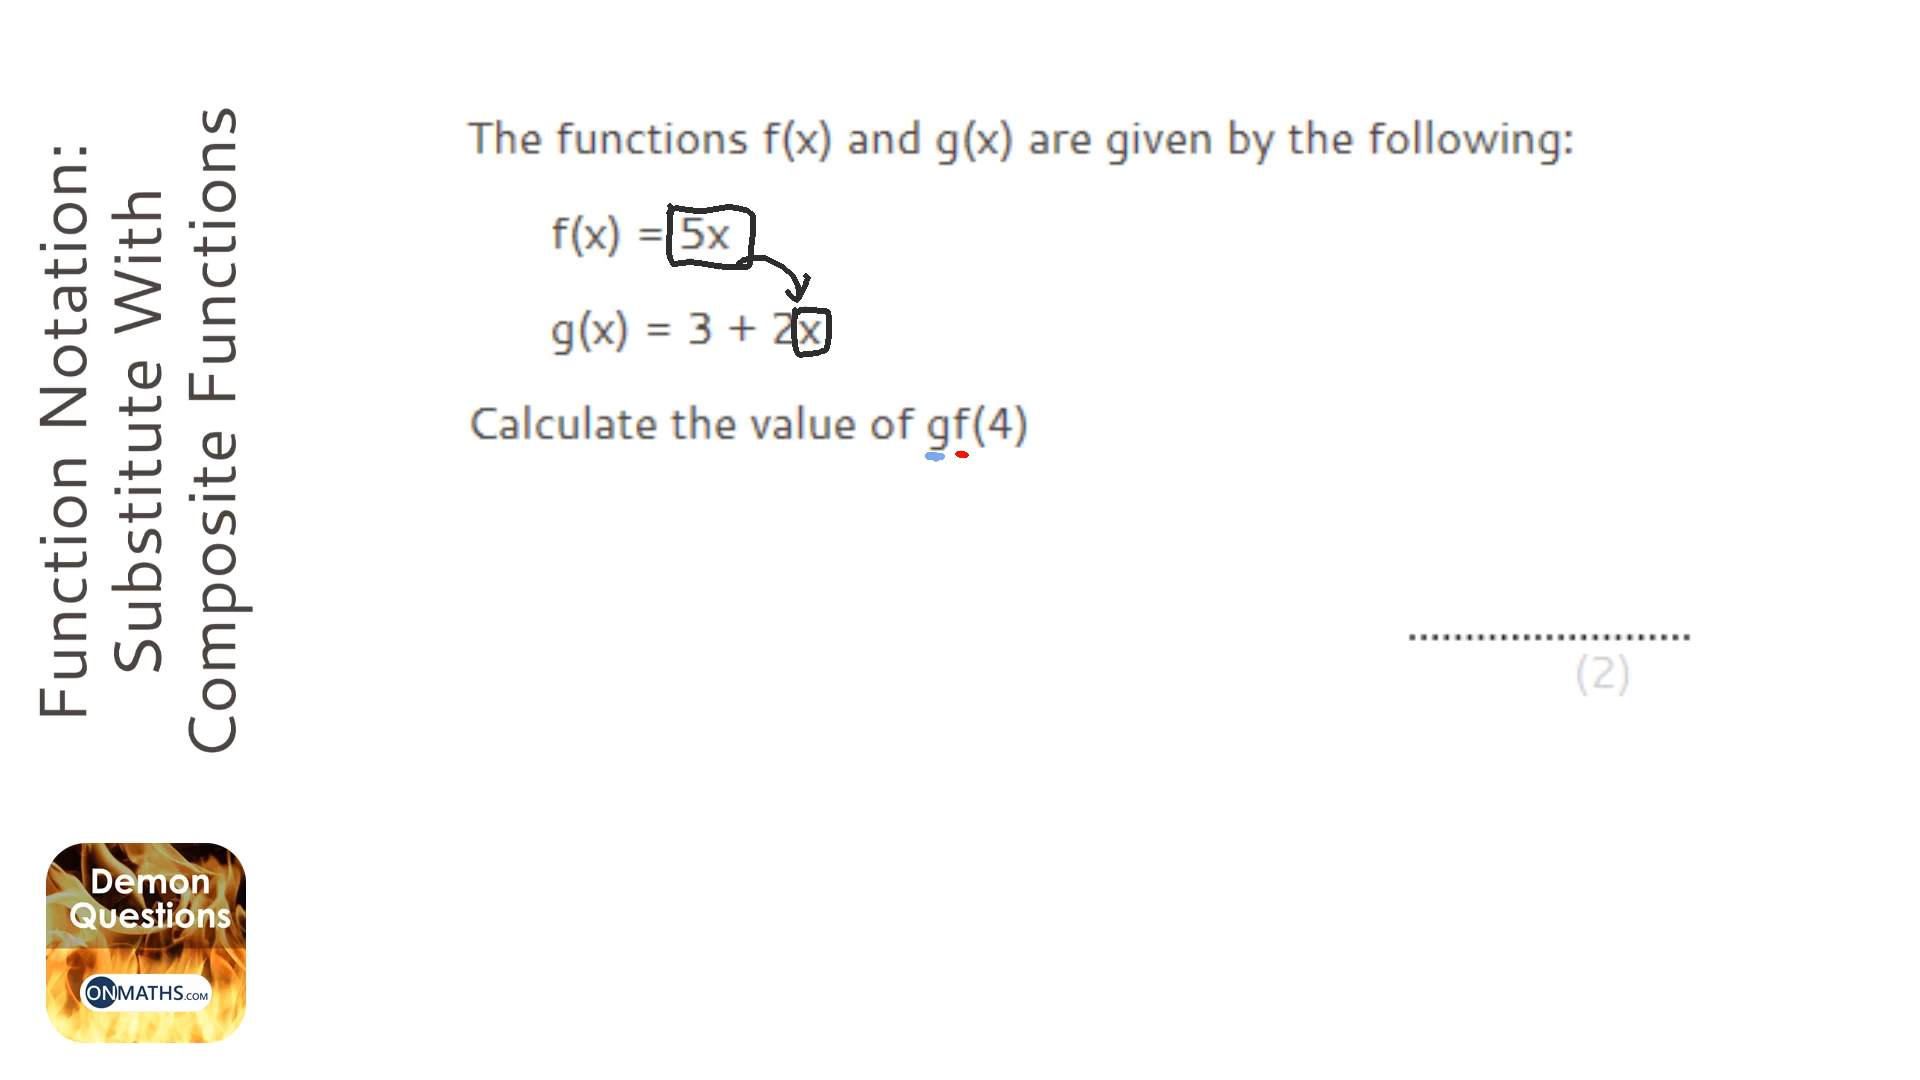 Function Notation:
Substitute With
Composite Functions
The functions f(x) and g(x) are given by the following:
f(x) = 5x
g(x) = 3 + 2x
Calculate the value of gf(4)
(2)
Demon
Questions
ONMATHS.COM